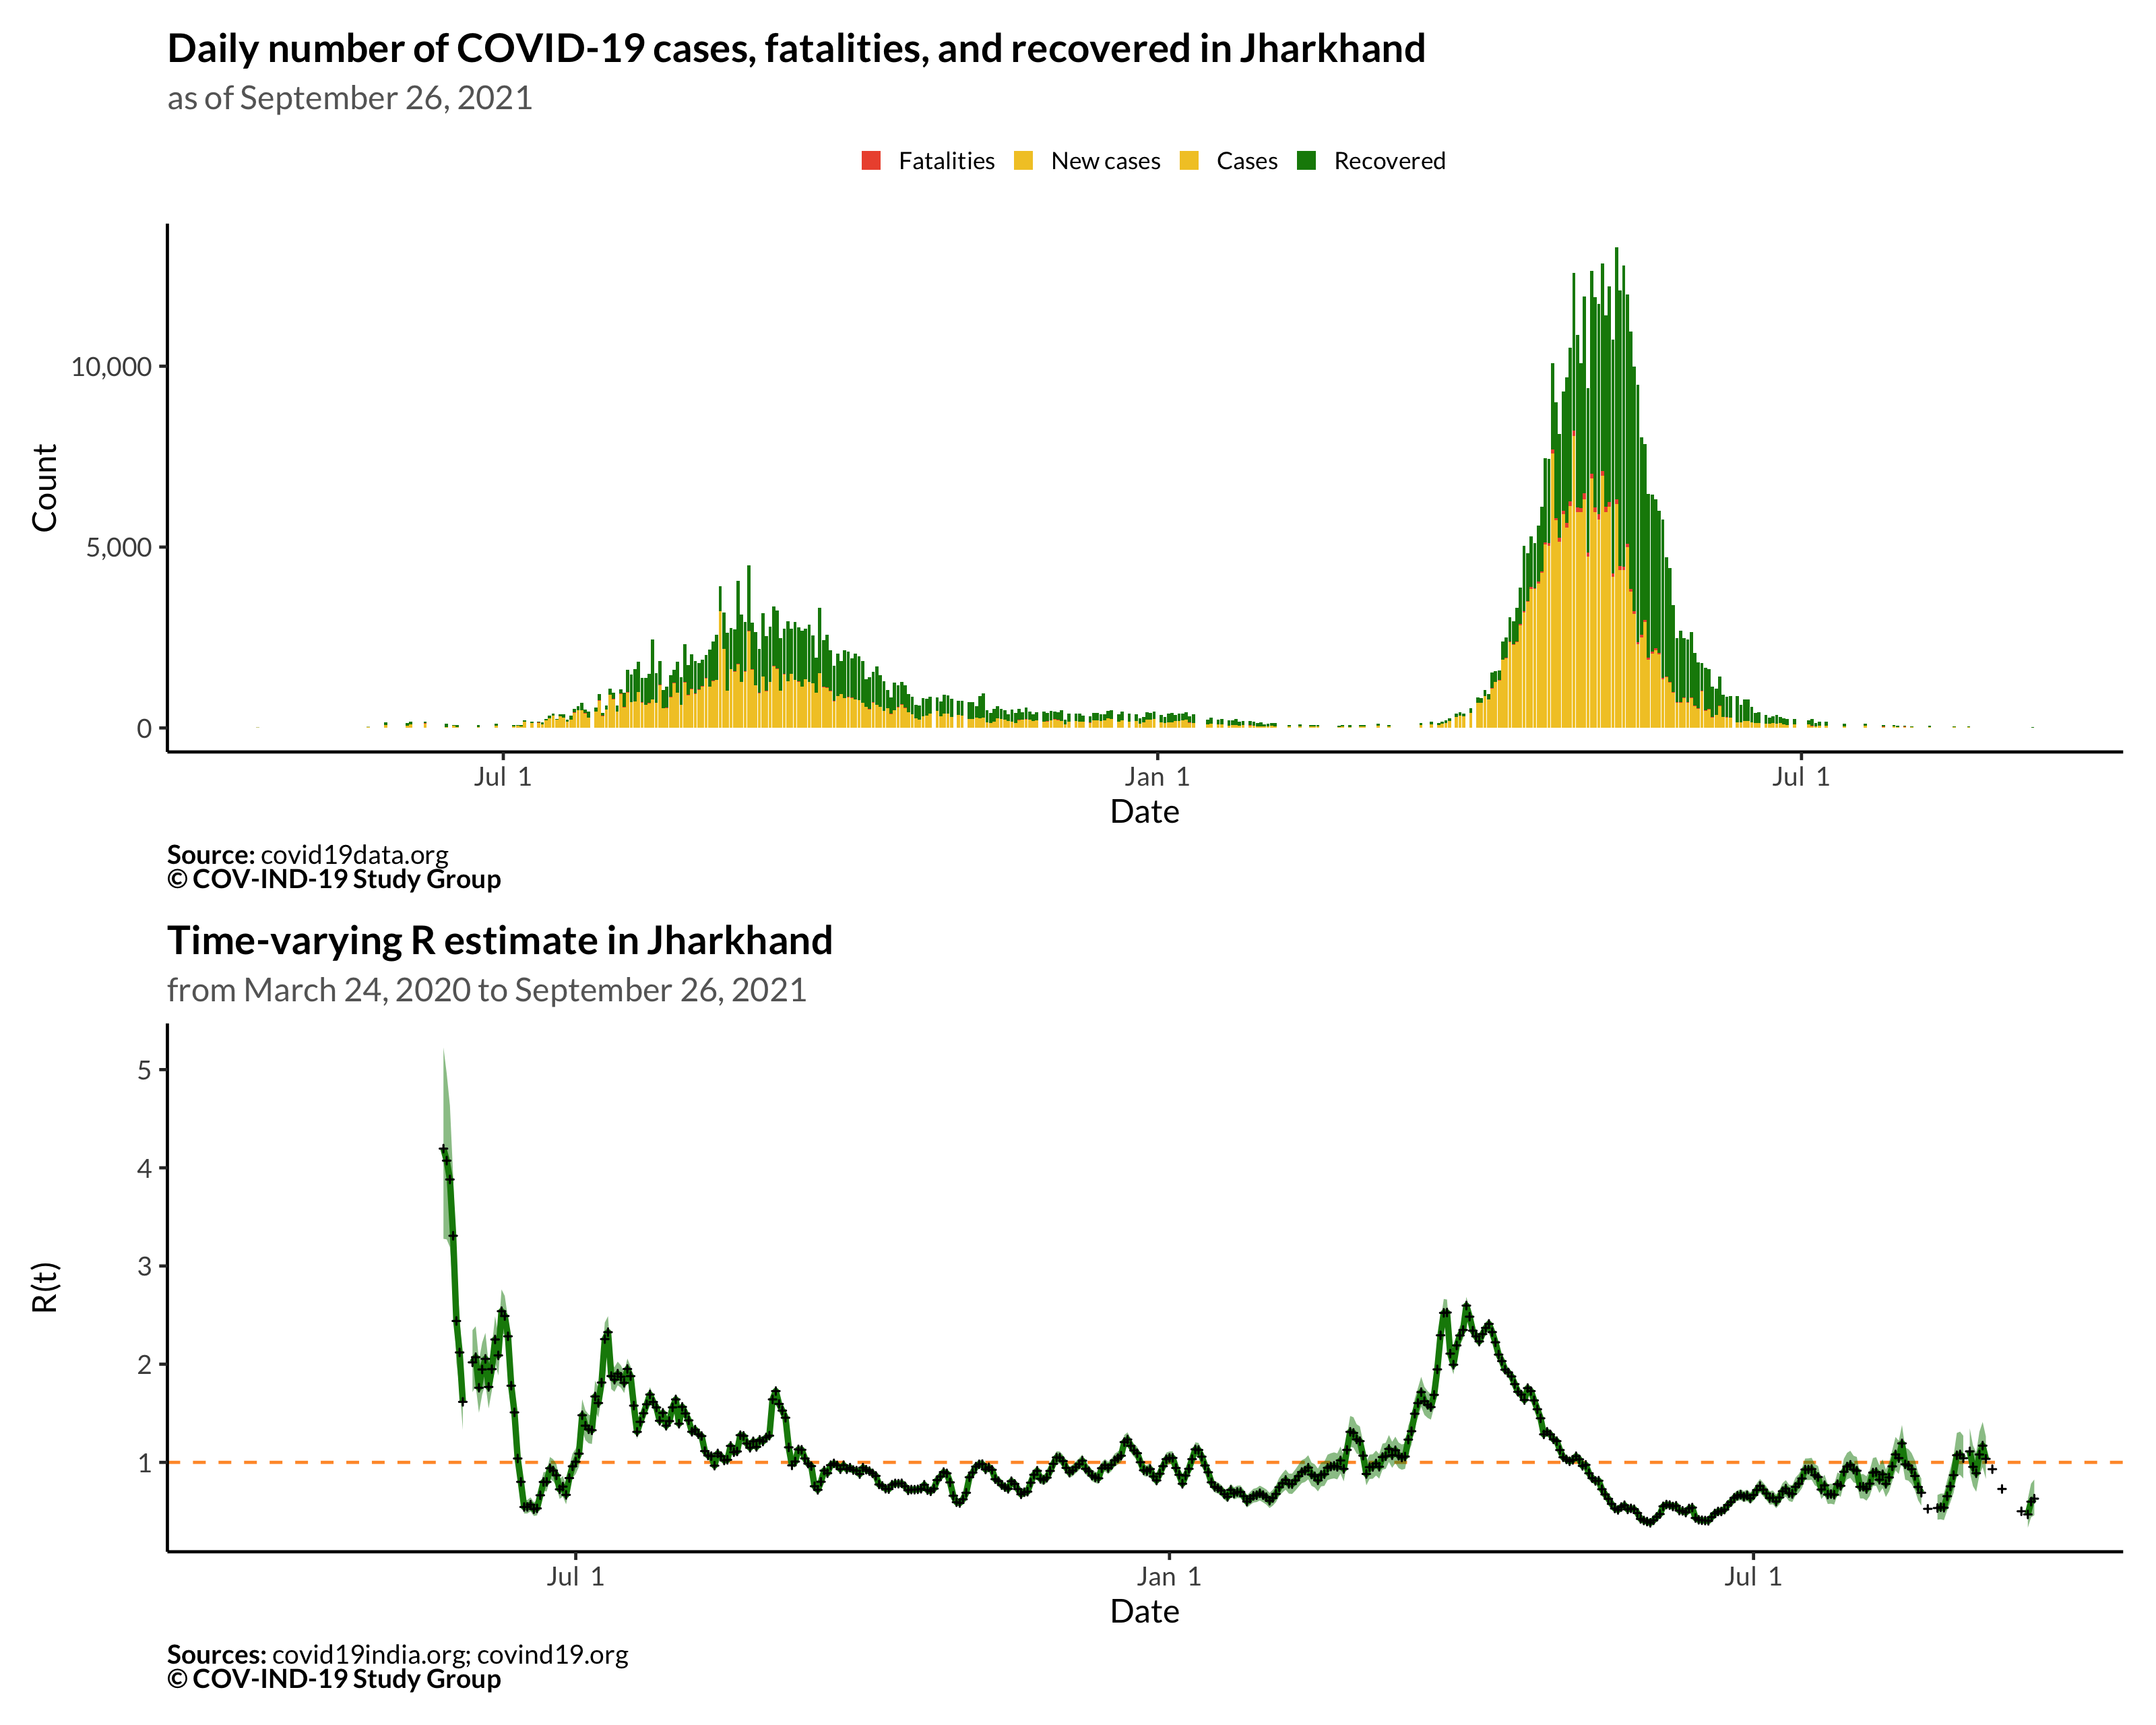 Daily number of COVID-19 cases, fatalities, and recovered in Jharkhand
as of September 26, 2021
Fatalities New cases Cases Recovered
10,000
5,000
0
Count
Jul 1 Jan 1 Jul 1
Date
Source: covid19data.org
© COV-IND-19 Study Group
Time-varying R estimate in Jharkhand
from March 24, 2020 to September 26, 2021
5
4
3
2
1
R(t)
Jul 1 Jan 1 Jul 1
Date
Sources: covid19india.org; covind19.org
© COV-IND-19 Study Group